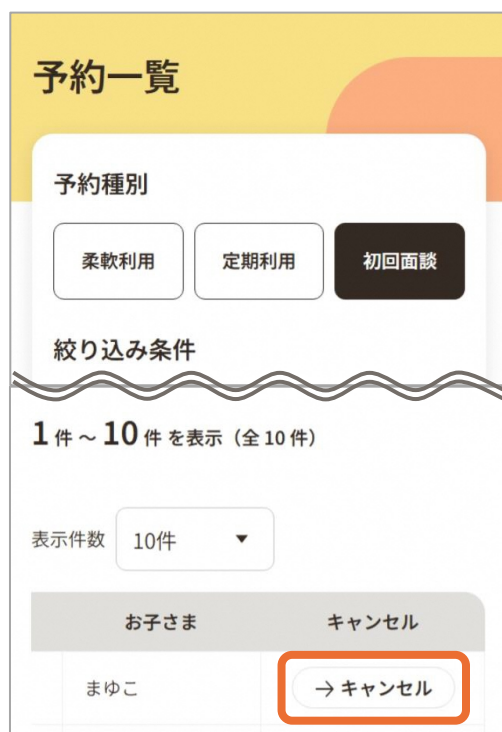 予約一覧
予約種別
柔軟利用 定期利用 初回面談
絞り込み条件
1件～10件を表示（全10件）
表示件数 10件
お子さま キャンセル
まゆこ →キャンセル